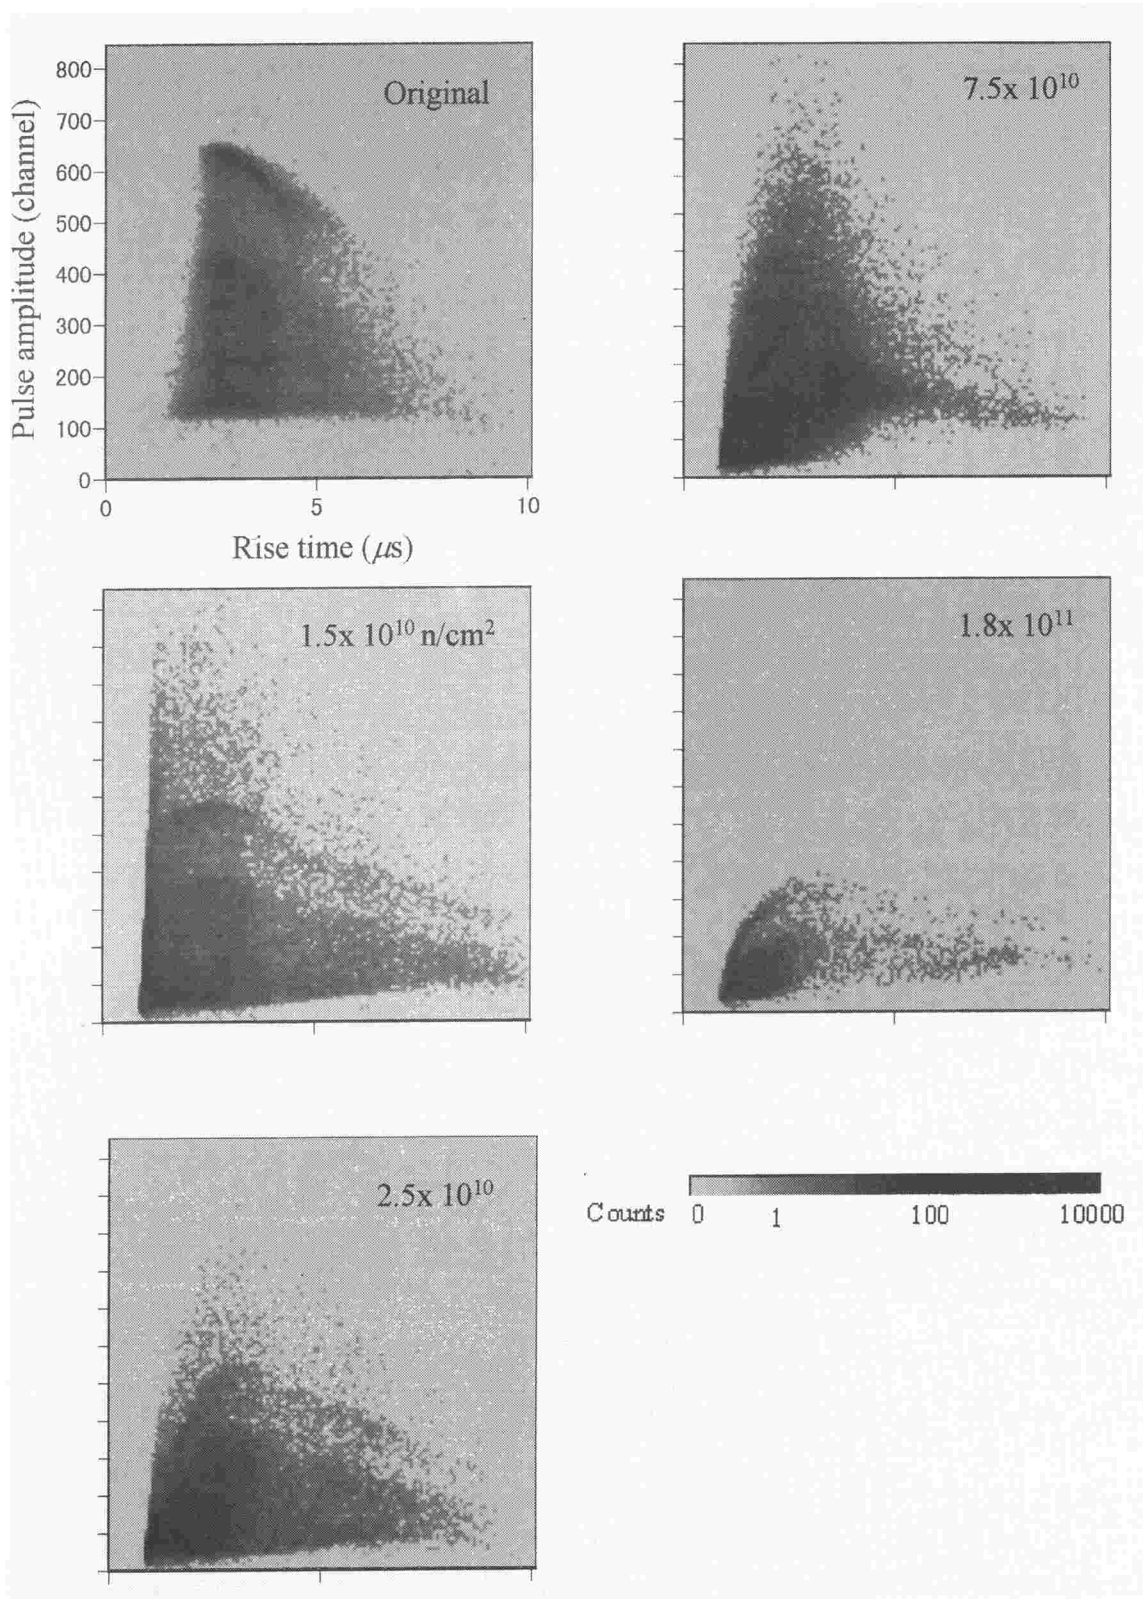 Pulse amplitude (channel)
800
700
600
500
400
300
200
100
0
Original
0 5 10
Rise time (μs)
7.5x 10¹⁰
1.5x 10¹⁰ n/cm²
1.8x 10¹¹
2.5x 10¹⁰
Counts 0 1 100 10000